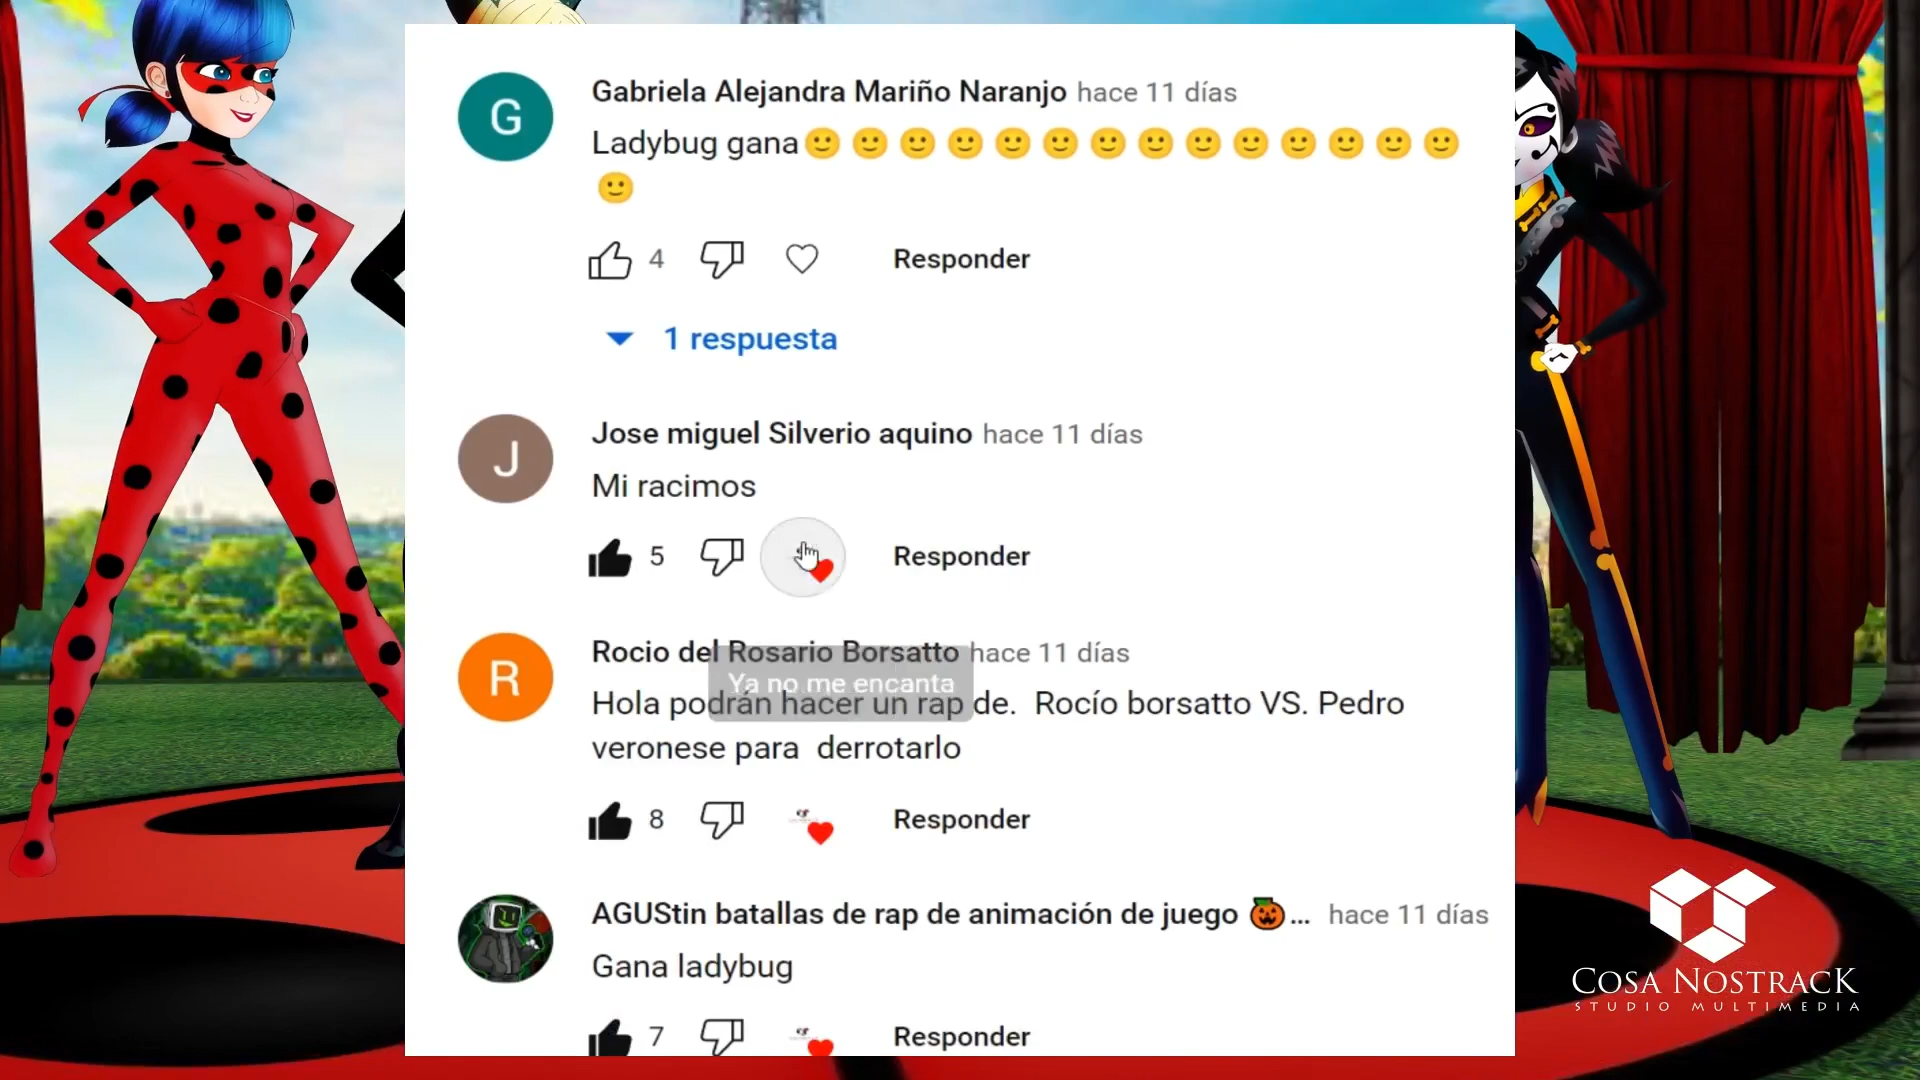 G
Gabriela Alejandra Mariño Naranjo hace 11 días
Ladybug gana🙂🙂🙂🙂🙂🙂🙂🙂🙂🙂🙂🙂🙂🙂
🙂
4 Responder
1 respuesta
J
Jose miguel Silverio aquino hace 11 días
Mi racimos
5 Responder
R
Rocio del Rosario Borsatto hace 11 días
Ya no me encanta
Hola podrán hacer un rap de.  Rocío borsatto VS. Pedro
veronese para  derrotarlo
8 Responder
AGUStin batallas de rap de animación de juego 🎃... hace 11 días
Gana ladybug
7 Responder
COSA NOSTRACK
STUDIO MULTIMEDIA